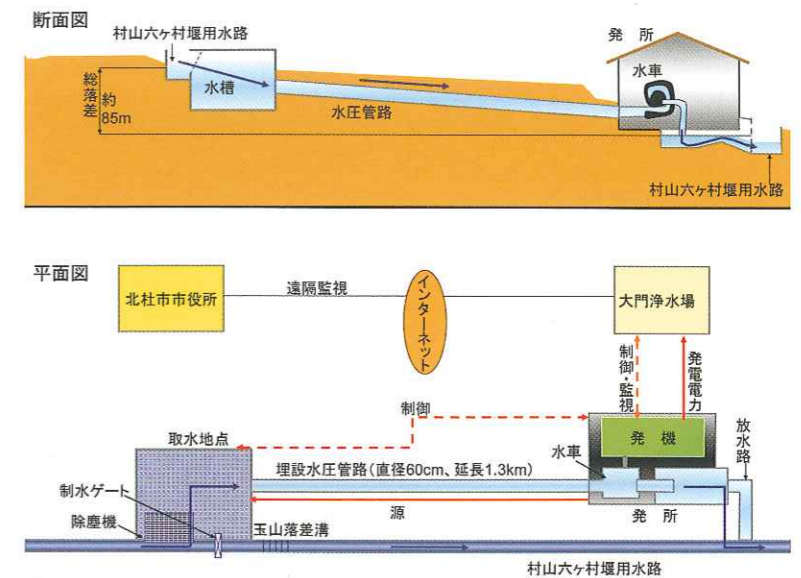 断面図
村山六ヶ村堰用水路
発 所
水車
水槽
総落差
約85m
水圧管路
村山六ヶ村堰用水路
平面図
北杜市市役所
遠隔監視
インターネット
大門浄水場
制御・監視
発電電力
制御
取水地点
発 機
放水路
水車
埋設水圧管路(直径60cm、延長1.3km)
制水ゲート
除塵機
源
発 所
玉山落差溝
村山六ヶ村堰用水路